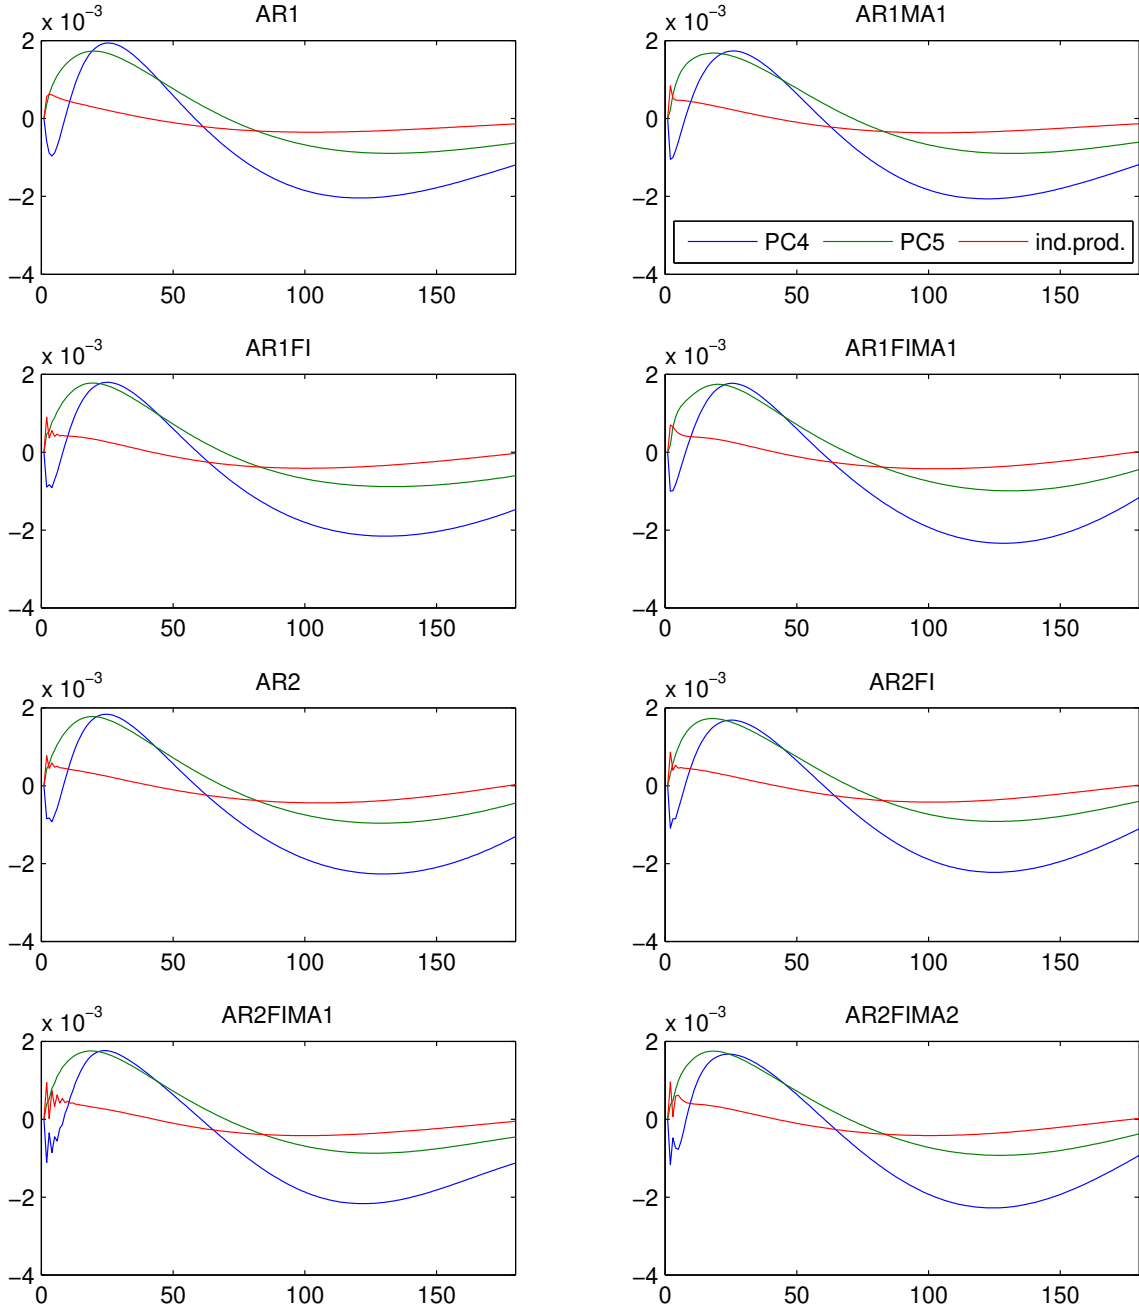 x 10⁻³ AR1
2
0
−2
−4
0 50 100 150
x 10⁻³ AR1MA1
2
0
−2
−4
PC4 PC5 ind.prod.
0 50 100 150
x 10⁻³ AR1FI
2
0
−2
−4
0 50 100 150
x 10⁻³ AR1FIMA1
2
0
−2
−4
0 50 100 150
x 10⁻³ AR2
2
0
−2
−4
0 50 100 150
x 10⁻³ AR2FI
2
0
−2
−4
0 50 100 150
x 10⁻³ AR2FIMA1
2
0
−2
−4
0 50 100 150
x 10⁻³ AR2FIMA2
2
0
−2
−4
0 50 100 150